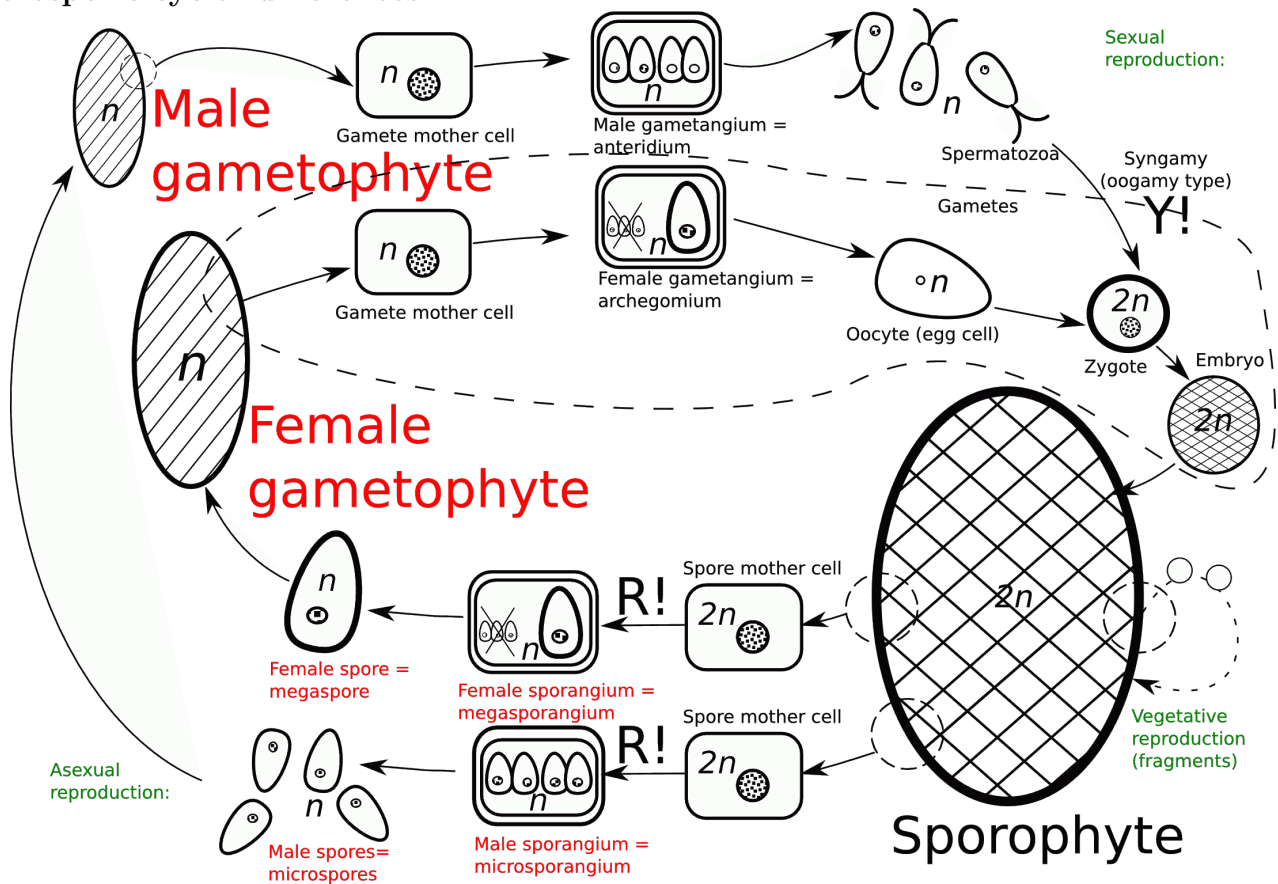 n
Male
gametophyte
n
Gamete mother cell
n
Male gametangium =
anteridium
n
Spermatozoa
Sexual
reproduction:
Syngamy
(oogamy type)
Y!
Gametes
n
Gamete mother cell
n
Female gametangium =
archegomium
n
Oocyte (egg cell)
2n
Zygote
Embryo
2n
n
Female
gametophyte
n
Female spore =
megaspore
n
Female sporangium =
megasporangium
R!
Spore mother cell
2n
2n
Vegetative
reproduction
(fragments)
Sporophyte
Spore mother cell
2n
R!
n
Male sporangium =
microsporangium
n
Male spores=
microspores
Asexual
reproduction: